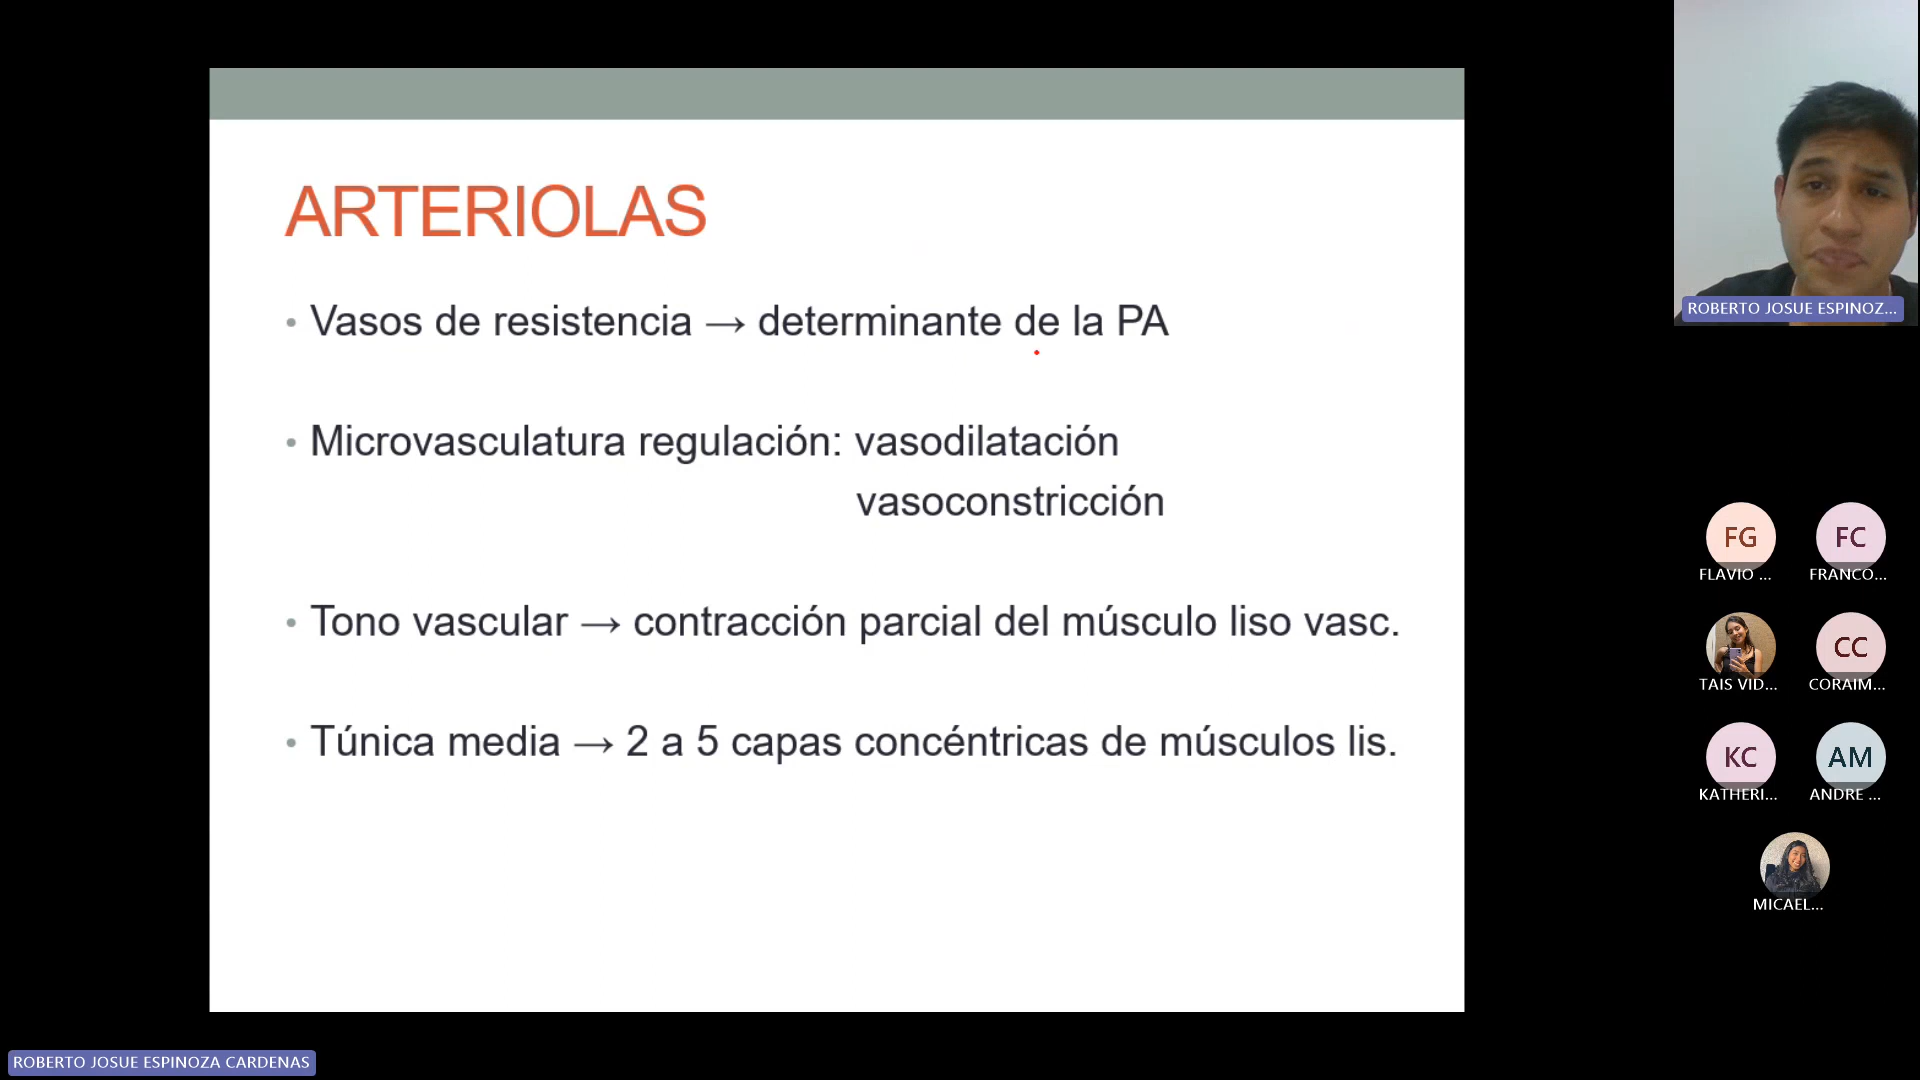 ARTERIOLAS
• Vasos de resistencia → determinante de la PA
• Microvasculatura regulación: vasodilatación
vasoconstricción
• Tono vascular → contracción parcial del músculo liso vasc.
• Túnica media → 2 a 5 capas concéntricas de músculos lis.
ROBERTO JOSUE ESPINOZ...
FG
FLAVIO ...
FC
FRANCO...
TAIS VID...
CC
CORAIM...
KC
KATHERI...
AM
ANDRE ...
MICAEL...
ROBERTO JOSUE ESPINOZA CARDENAS